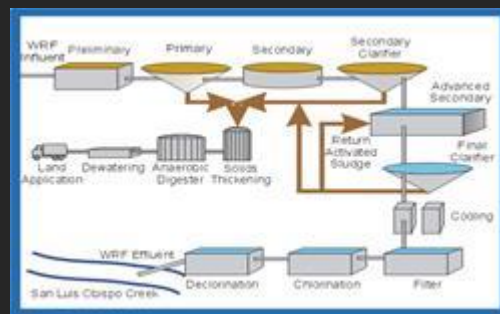 WRF
Influent
Preliminary
Primary
Secondary
Secondary
Clarifier
Advanced
Secondary
Return
Activated
Sludge
Final
Clarifier
Land
Application
Dewatering
Anaerobic
Digester
Solids
Thickening
Cooling
WRF Effluent
Declorination
Chlorination
Filter
San Luis Obispo Creek